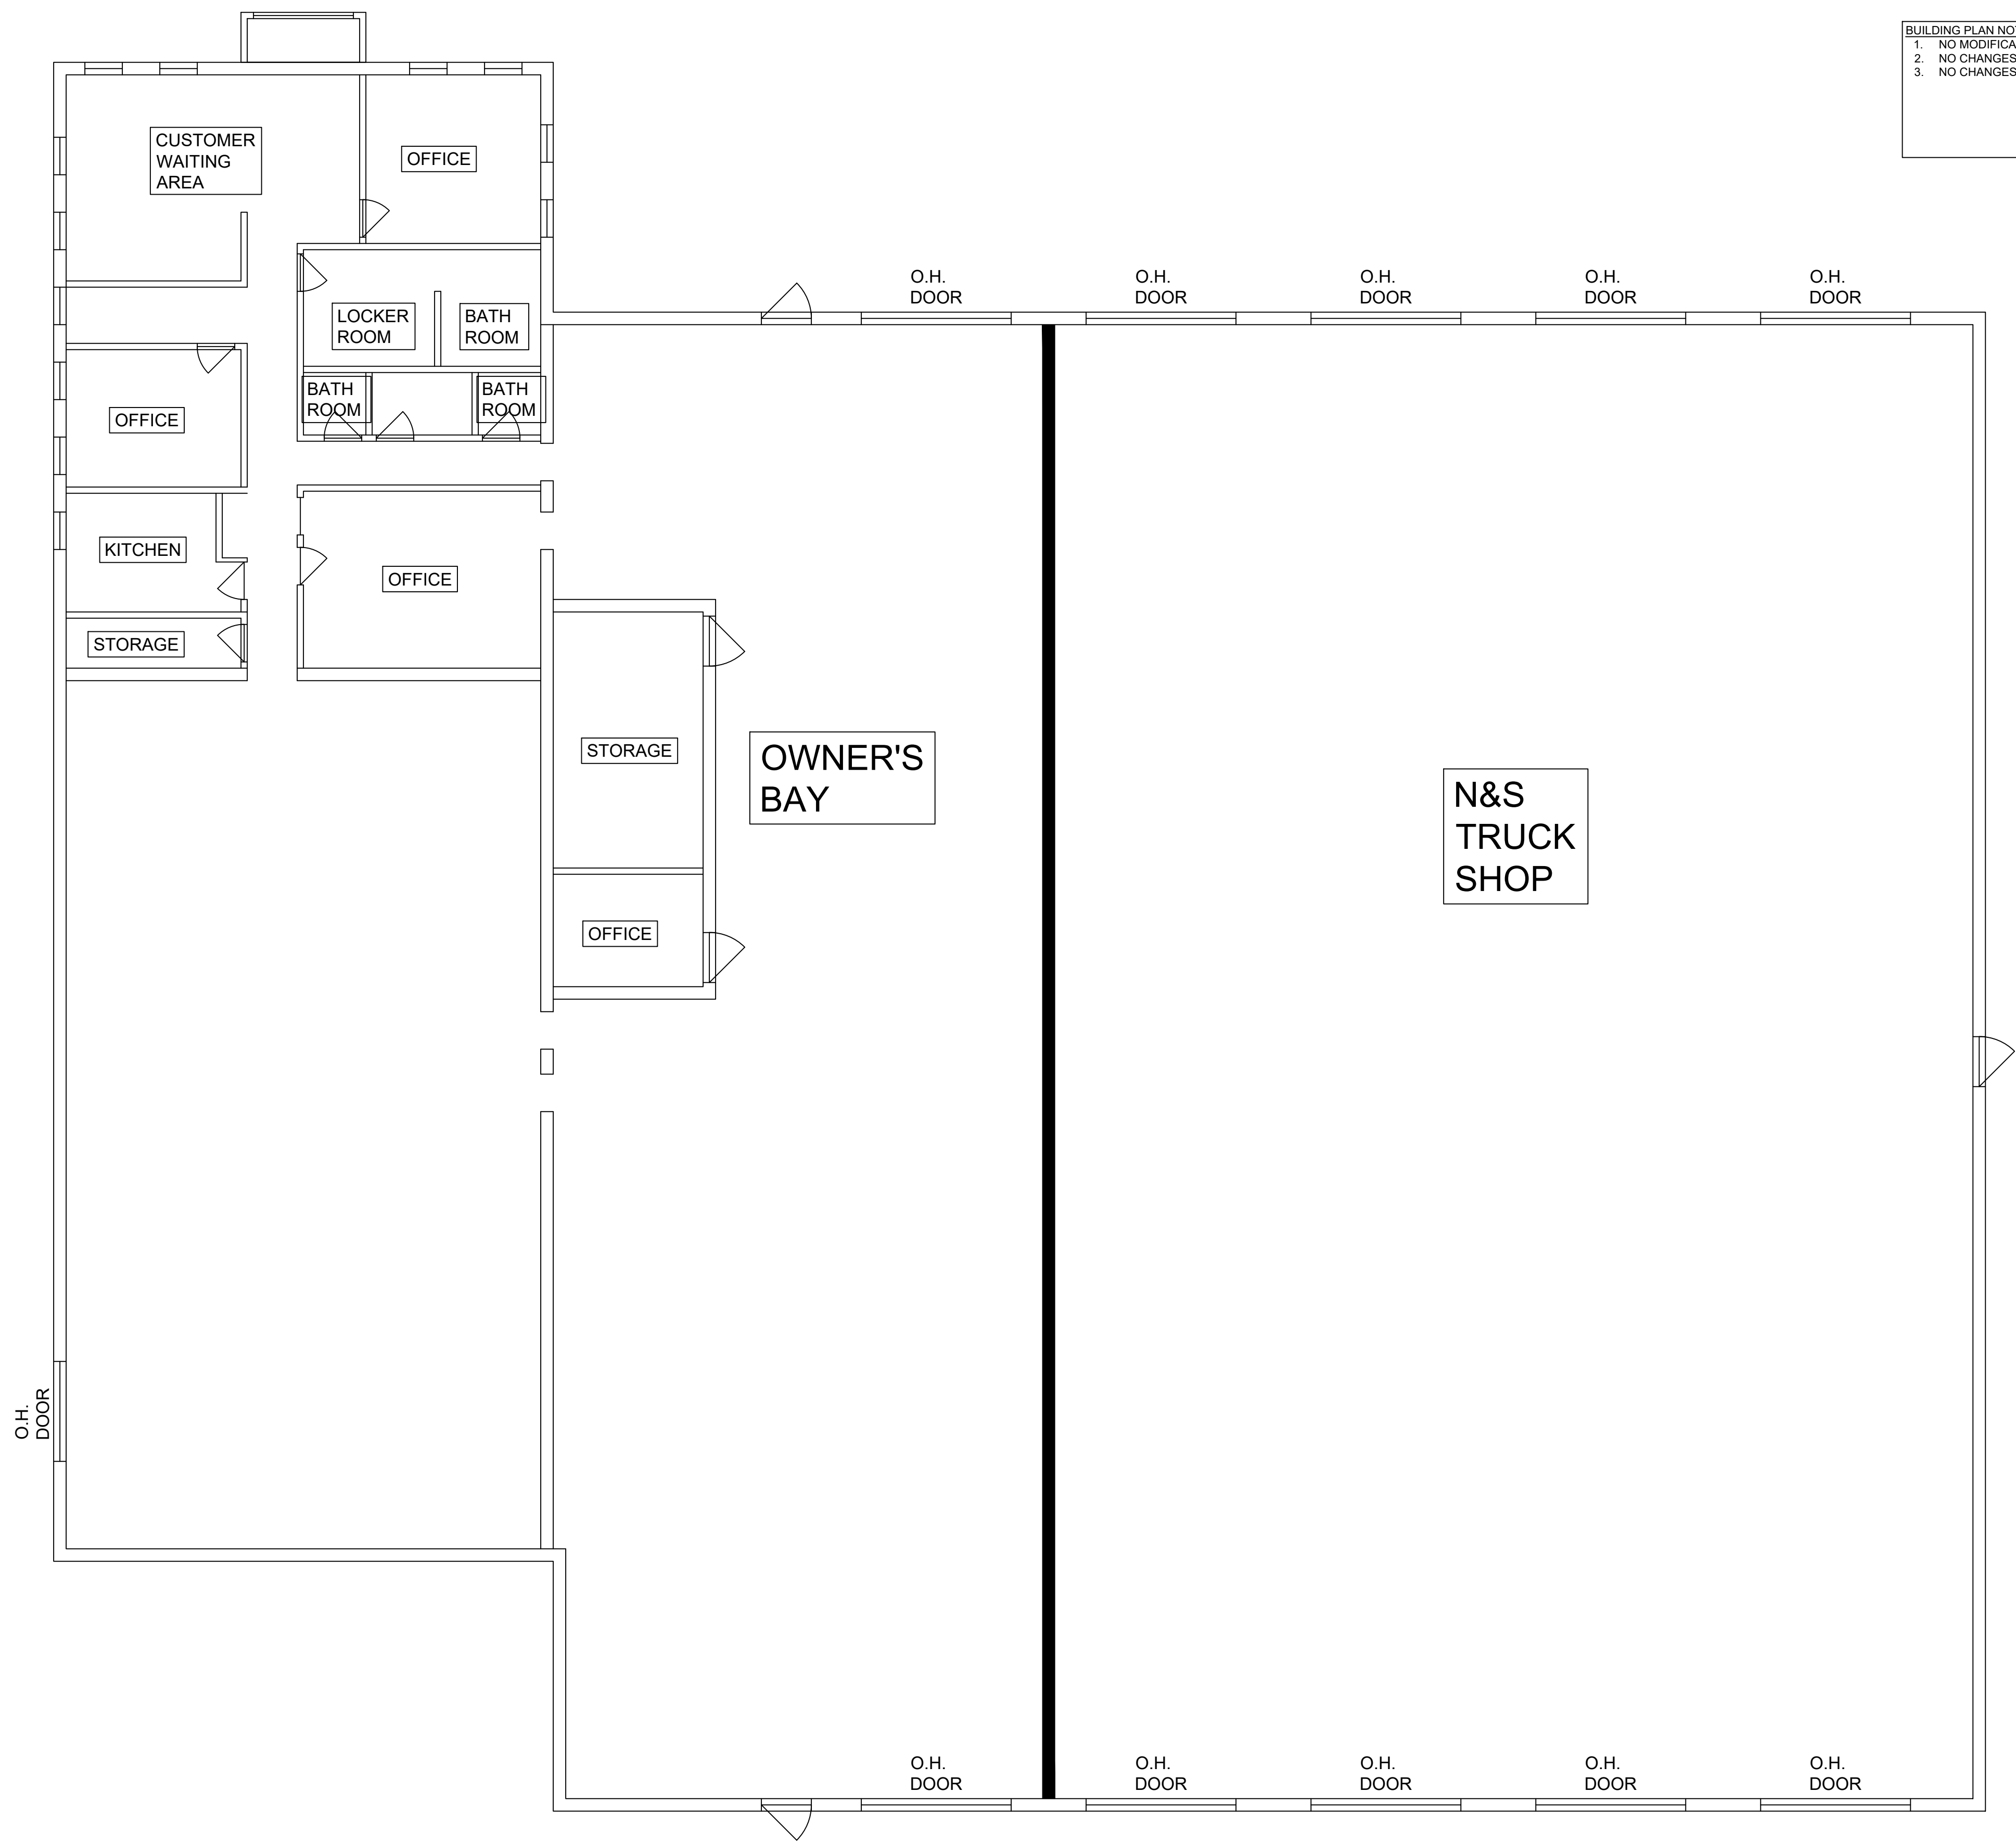 BUILDING PLAN
1. NO
2. NO CHANGES
3. NO CHANGES
CUSTOMER
WAITING
AREA
OFFICE
O.H.
DOOR
O.H.
DOOR
O.H.
DOOR
O.H.
DOOR
O.H.
DOOR
LOCKER
ROOM
BATH
ROOM
BATH
ROOM
BATH
ROOM
OFFICE
KITCHEN
OFFICE
STORAGE
STORAGE
OWNER'S
BAY
N&S
TRUCK
SHOP
OFFICE
O.H.
DOOR
O.H.
DOOR
O.H.
DOOR
O.H.
DOOR
O.H.
DOOR
O.H.
DOOR